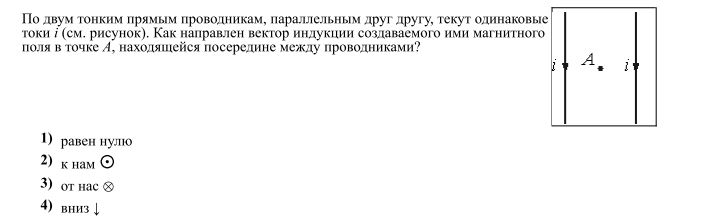 По двум тонким прямым проводникам, параллельным друг другу, текут одинаковые
токи i (см. рисунок). Как направлен вектор индукции создаваемого ими магнитного
поля в точке A, находящейся посередине между проводниками?
i A i
1) равен нулю
2) к нам ⊙
3) от нас ⊗
4) вниз ↓